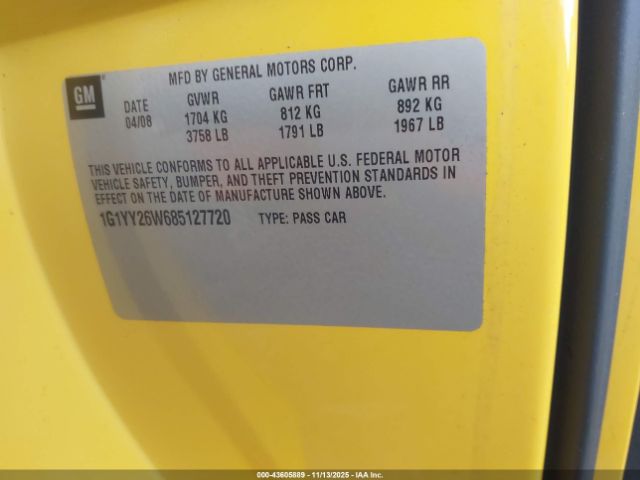 GM
MFD BY GENERAL MOTORS CORP.
DATE GVWR GAWR FRT GAWR RR
04/08 1704 KG 812 KG 892 KG
3758 LB 1791 LB 1967 LB
THIS VEHICLE CONFORMS TO ALL APPLICABLE U.S. FEDERAL MOTOR
VEHICLE SAFETY, BUMPER, AND THEFT PREVENTION STANDARDS IN
EFFECT ON THE DATE OF MANUFACTURE SHOWN ABOVE.
1G1YY26W685127720 TYPE: PASS CAR
000-43605889 - 11/13/2025 - IAA Inc.